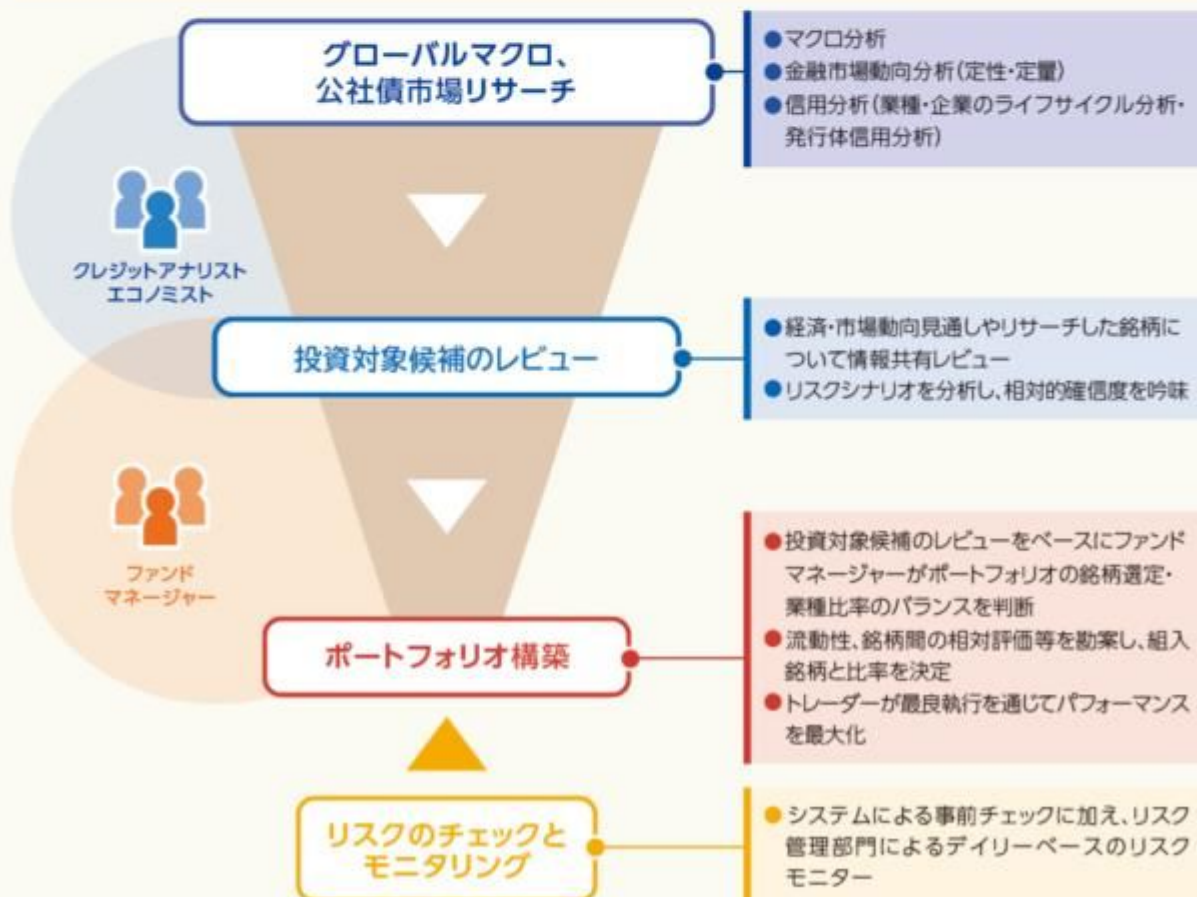 グローバルマクロ、
公社債市場リサーチ
●マクロ分析
●金融市場動向分析(定性・定量)
●信用分析(業種・企業のライフサイクル分析・
発行体信用分析)
クレジットアナリスト
エコノミスト
投資対象候補のレビュー
●経済・市場動向見通しやリサーチした銘柄に
ついて情報共有レビュー
●リスクシナリオを分析し、相対的確信度を吟味
ファンド
マネージャー
ポートフォリオ構築
●投資対象候補のレビューをベースにファンド
マネージャーがポートフォリオの銘柄選定・
業種比率のバランスを判断
●流動性、銘柄間の相対評価等を勘案し、組入
銘柄と比率を決定
●トレーダーが最良執行を通じてパフォーマンス
を最大化
リスクのチェックと
モニタリング
●システムによる事前チェックに加え、リスク
管理部門によるデイリーベースのリスク
モニター